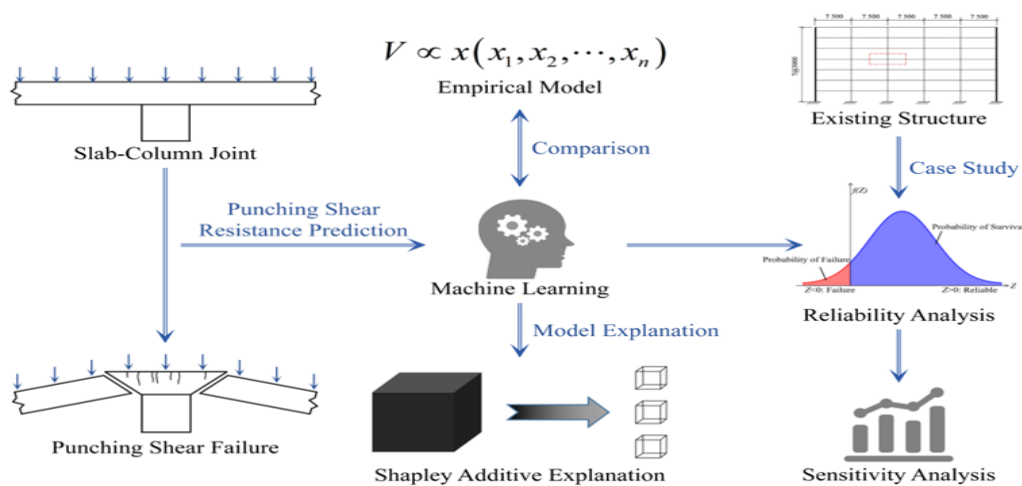 Slab-Column Joint
Punching Shear Failure
Punching Shear
Resistance Prediction
V ∝ x(x₁, x₂, ⋯, xₙ)
Empirical Model
Comparison
Machine Learning
Model Explanation
Shapley Additive Explanation
7 500 7 500 7 500 7 500 7 500
7@3000
Existing Structure
Case Study
f(Z)
Probability of Surviva
Probability of Failure
Z<0: Failure
Z>0: Reliable
Z
Reliability Analysis
Sensitivity Analysis